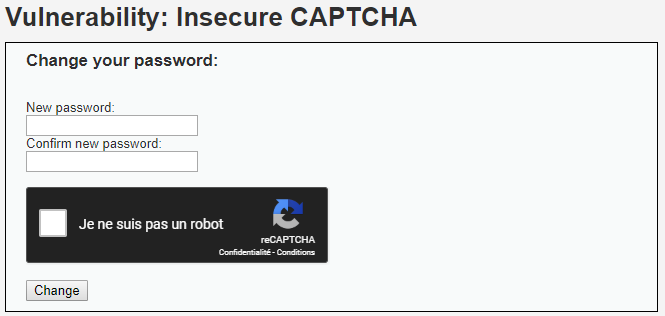 Vulnerability: Insecure CAPTCHA
Change your password:
New password:
Confirm new password:
Je ne suis pas un robot
reCAPTCHA
Confidentialité - Conditions
Change